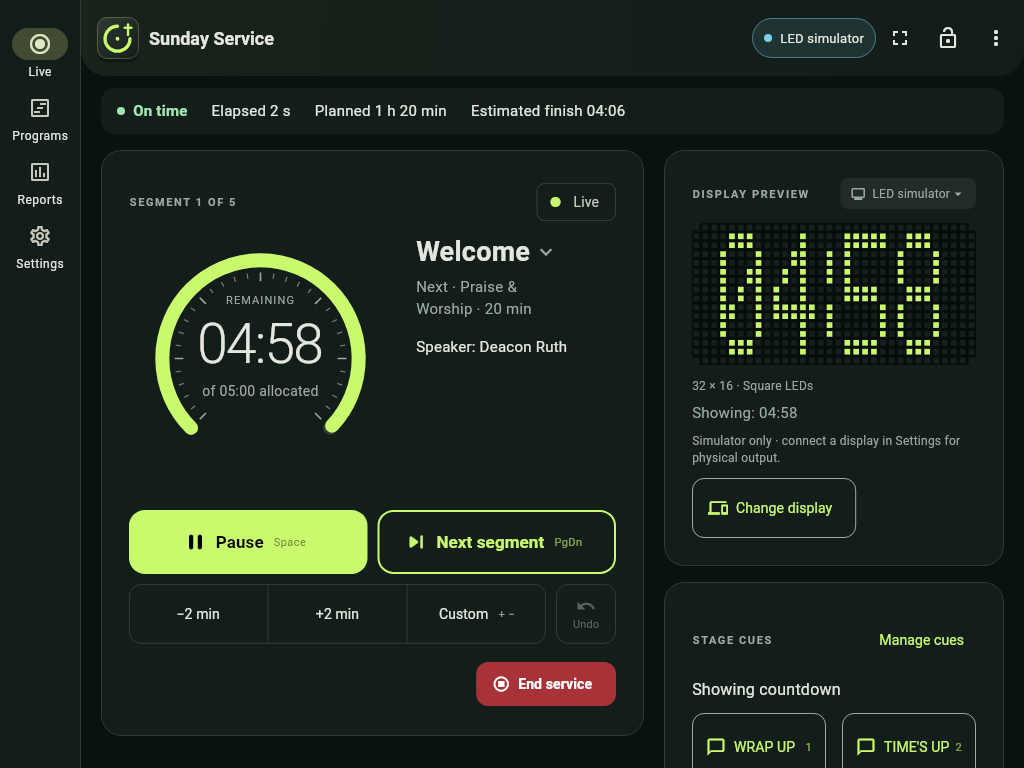 Sunday Service
LED simulator
Live
Programs
Reports
Settings
On time Elapsed 2 s Planned 1 h 20 min Estimated finish 04:06
SEGMENT 1 OF 5
Live
REMAINING
04:58
of 05:00 allocated
Welcome
Next · Praise &
Worship · 20 min
Speaker: Deacon Ruth
Pause Space
Next segment PgDn
−2 min
+2 min
Custom + −
Undo
End service
DISPLAY PREVIEW
LED simulator
04:58
32 × 16 · Square LEDs
Showing: 04:58
Simulator only · connect a display in Settings for
physical output.
Change display
STAGE CUES
Manage cues
Showing countdown
WRAP UP 1
TIME'S UP 2